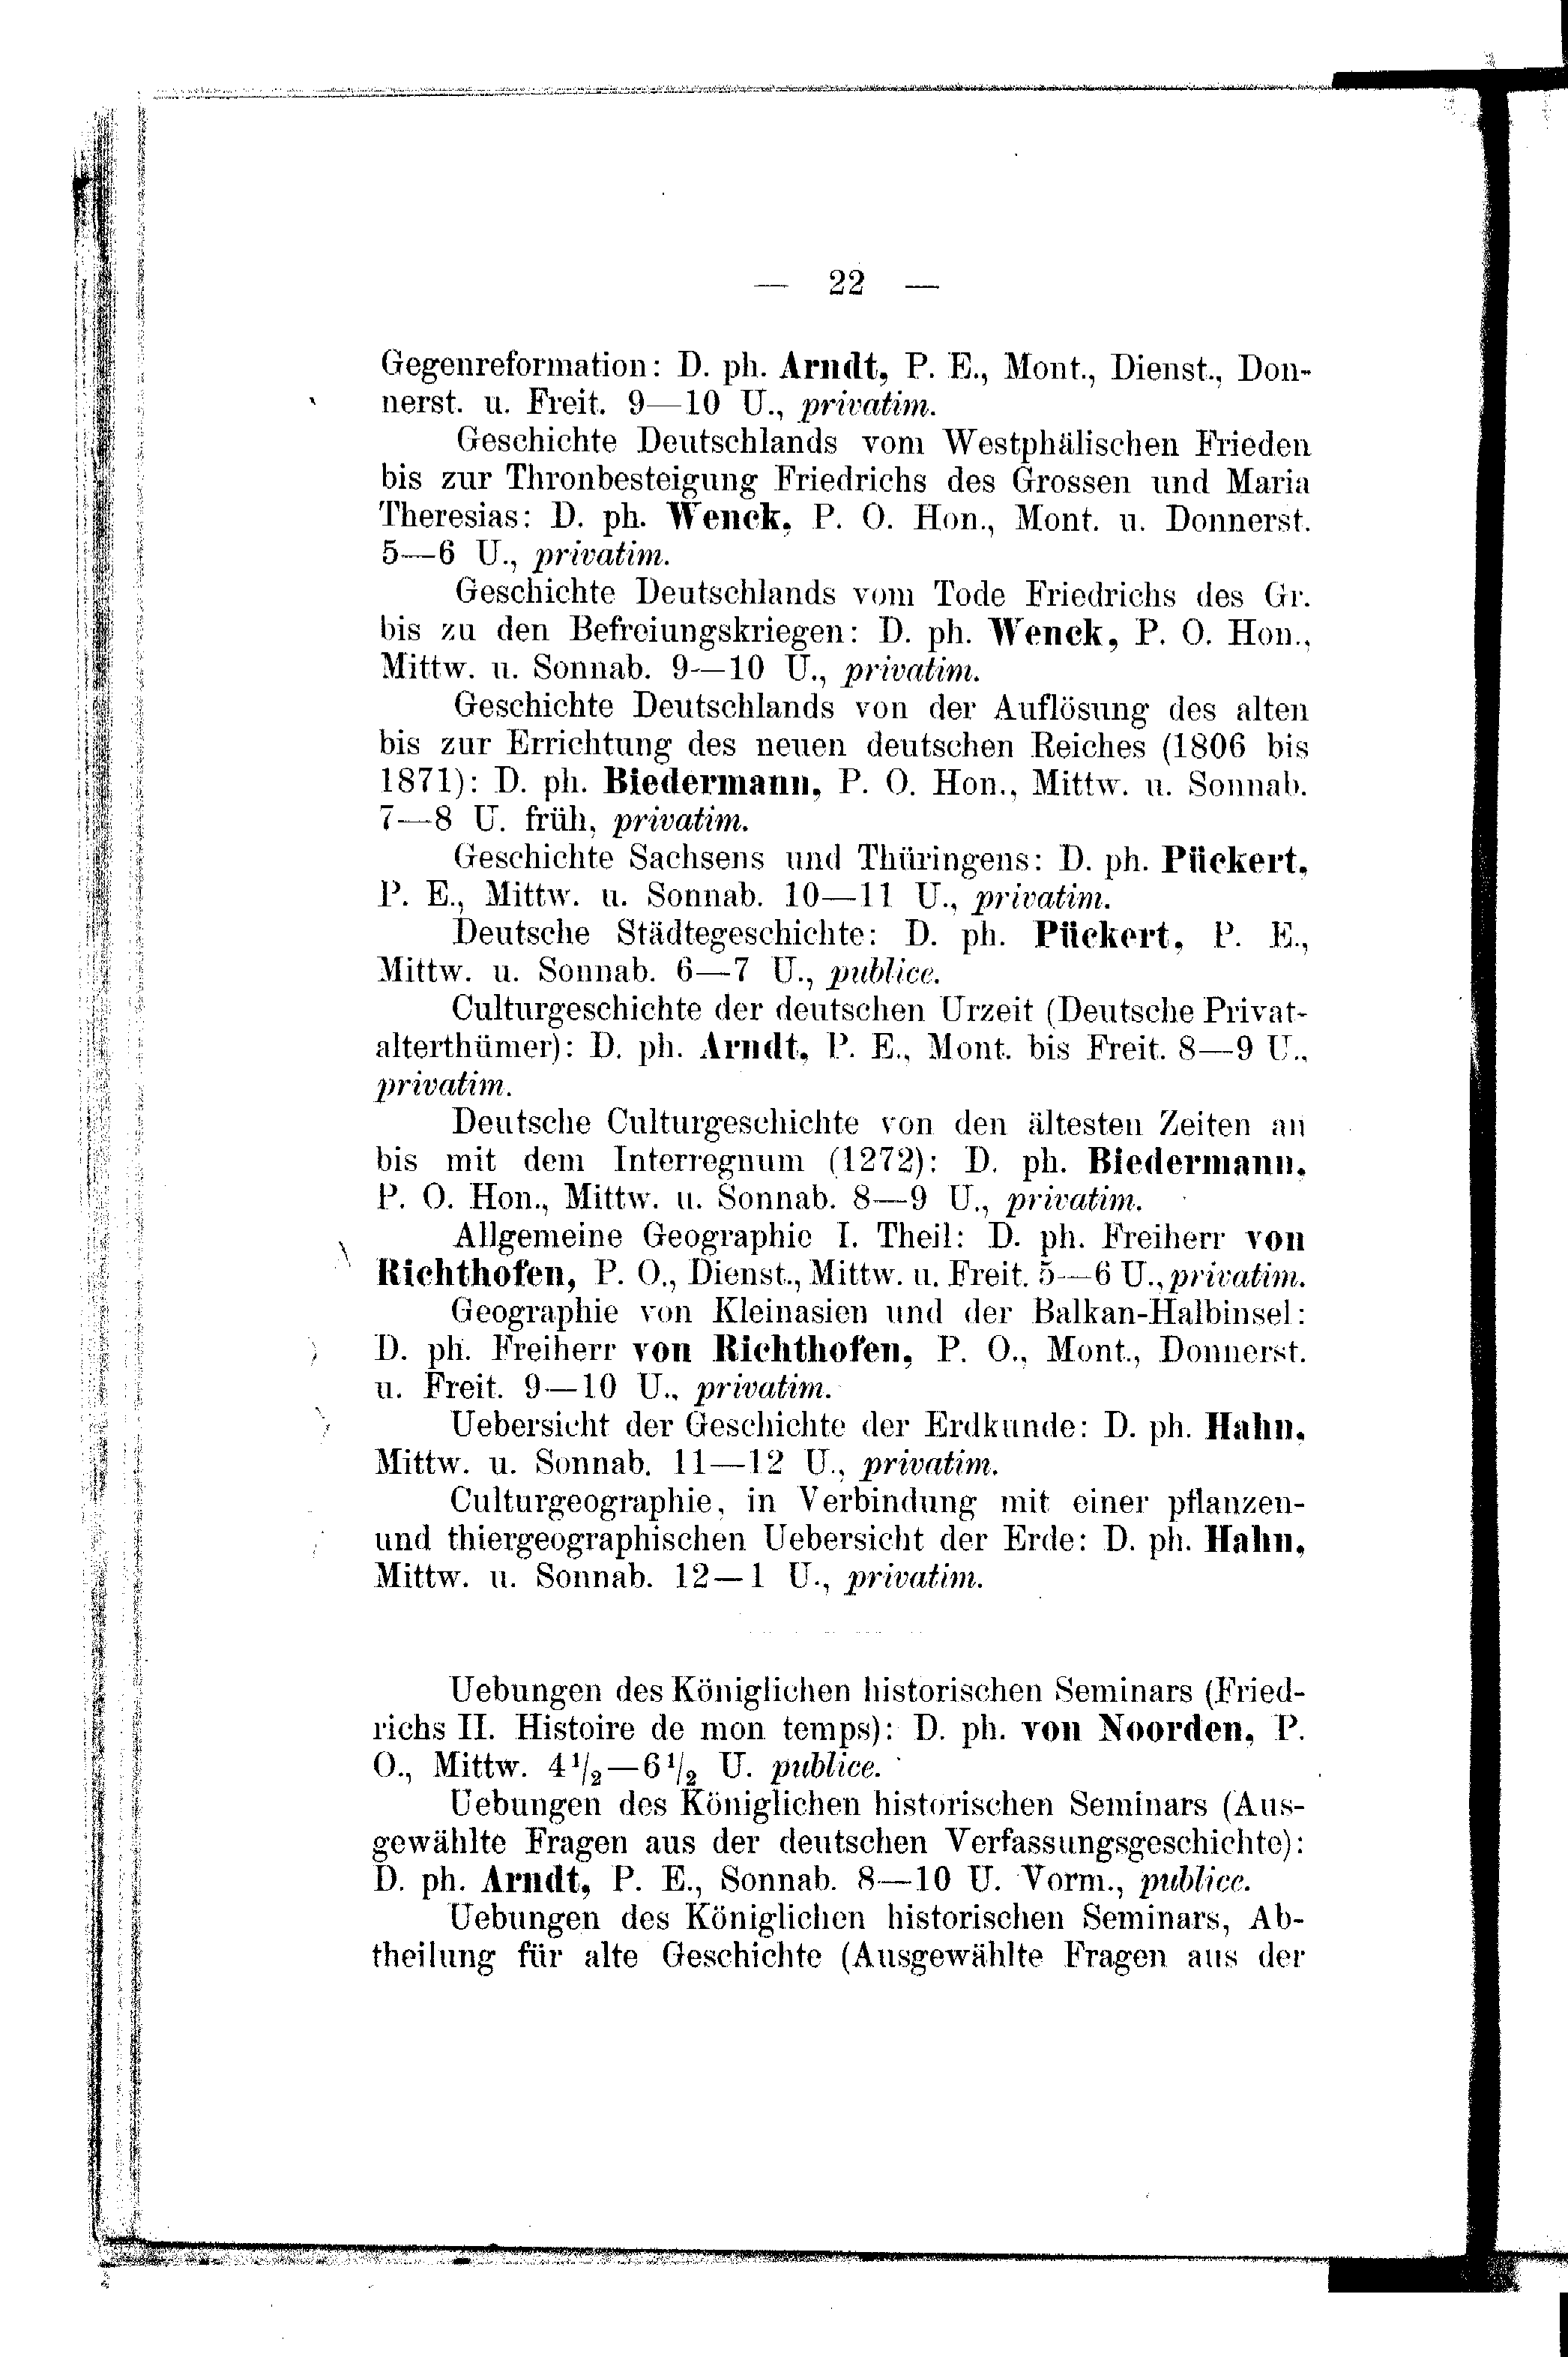 — 22 —
Gegenreformation: D. ph. Arndt, P. E., Mont., Dienst., Don-
nerst. u. Freit. 9—10 U., privatim.
Geschichte Deutschlands vom Westphälischen Frieden
bis zur Thronbesteigung Friedrichs des Grossen und Maria
Theresias: D. ph. Wenck, P. O. Hon., Mont. u. Donnerst.
5—6 U., privatim.
Geschichte Deutschlands vom Tode Friedrichs des Gr.
bis zu den Befreiungskriegen: D. ph. Wenck, P. O. Hon.,
Mittw. u. Sonnab. 9—10 U., privatim.
Geschichte Deutschlands von der Auflösung des alten
bis zur Errichtung des neuen deutschen Reiches (1806 bis
1871): D. ph. Biedermann, P. O. Hon., Mittw. u. Sonnab.
7—8 U. früh, privatim.
Geschichte Sachsens und Thüringens: D. ph. Pückert,
P. E., Mittw. u. Sonnab. 10—11 U., privatim.
Deutsche Städtegeschichte: D. ph. Pückert, P. E.,
Mittw. u. Sonnab. 6—7 U., publice.
Culturgeschichte der deutschen Urzeit (Deutsche Privat-
alterthümer): D. ph. Arndt, P. E., Mont. bis Freit. 8—9 U.,
privatim.
Deutsche Culturgeschichte von den ältesten Zeiten an
bis mit dem Interregnum (1272): D. ph. Biedermann,
P. O. Hon., Mittw. u. Sonnab. 8—9 U., privatim.
Allgemeine Geographie I. Theil: D. ph. Freiherr von
Richthofen, P. O., Dienst., Mittw. u. Freit. 5—6 U., privatim.
Geographie von Kleinasien und der Balkan-Halbinsel:
D. ph. Freiherr von Richthofen, P. O., Mont., Donnerst.
u. Freit. 9—10 U., privatim.
Uebersicht der Geschichte der Erdkunde: D. ph. Hahn,
Mittw. u. Sonnab. 11—12 U., privatim.
Culturgeographie, in Verbindung mit einer pflanzen-
und thiergeographischen Uebersicht der Erde: D. ph. Hahn,
Mittw. u. Sonnab. 12—1 U., privatim.
Uebungen des Königlichen historischen Seminars (Fried-
richs II. Histoire de mon temps): D. ph. von Noorden, P.
O., Mittw. 4 1/2—6 1/2 U. publice.
Uebungen des Königlichen historischen Seminars (Aus-
gewählte Fragen aus der deutschen Verfassungsgeschichte):
D. ph. Arndt, P. E., Sonnab. 8—10 U. Vorm., publice.
Uebungen des Königlichen historischen Seminars, Ab-
theilung für alte Geschichte (Ausgewählte Fragen aus der